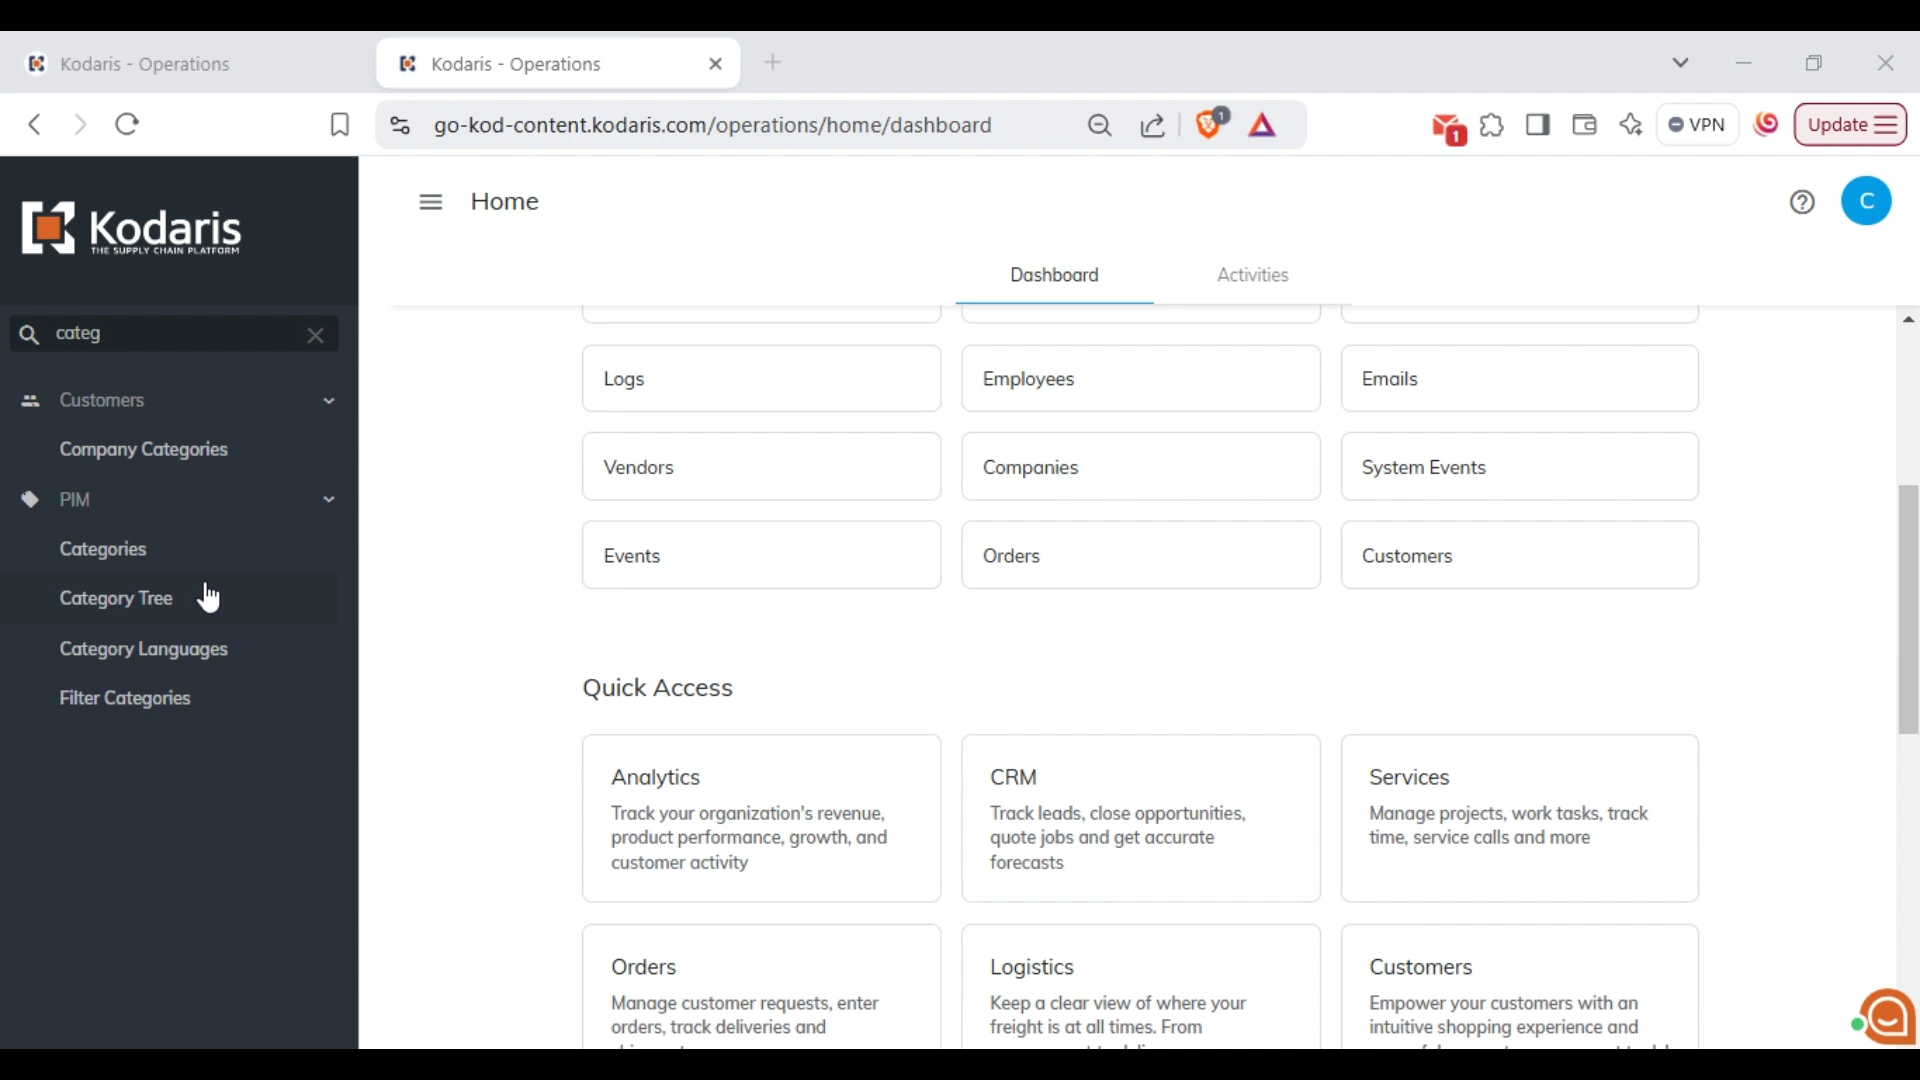 Kodaris - Operations
Kodaris - Operations
go-kod-content.kodaris.com/operations/home/dashboard
1
1
VPN
Update
Kodaris
THE SUPPLY CHAIN PLATFORM
Home
C
Dashboard
Activities
categ
Customers
Company Categories
PIM
Categories
Category Tree
Category Languages
Filter Categories
Logs
Employees
Emails
Vendors
Companies
System Events
Events
Orders
Customers
Quick Access
Analytics
Track your organization's revenue,
product performance, growth, and
customer activity
CRM
Track leads, close opportunities,
quote jobs and get accurate
forecasts
Services
Manage projects, work tasks, track
time, service calls and more
Orders
Manage customer requests, enter
orders, track deliveries and
Logistics
Keep a clear view of where your
freight is at all times. From
Customers
Empower your customers with an
intuitive shopping experience and